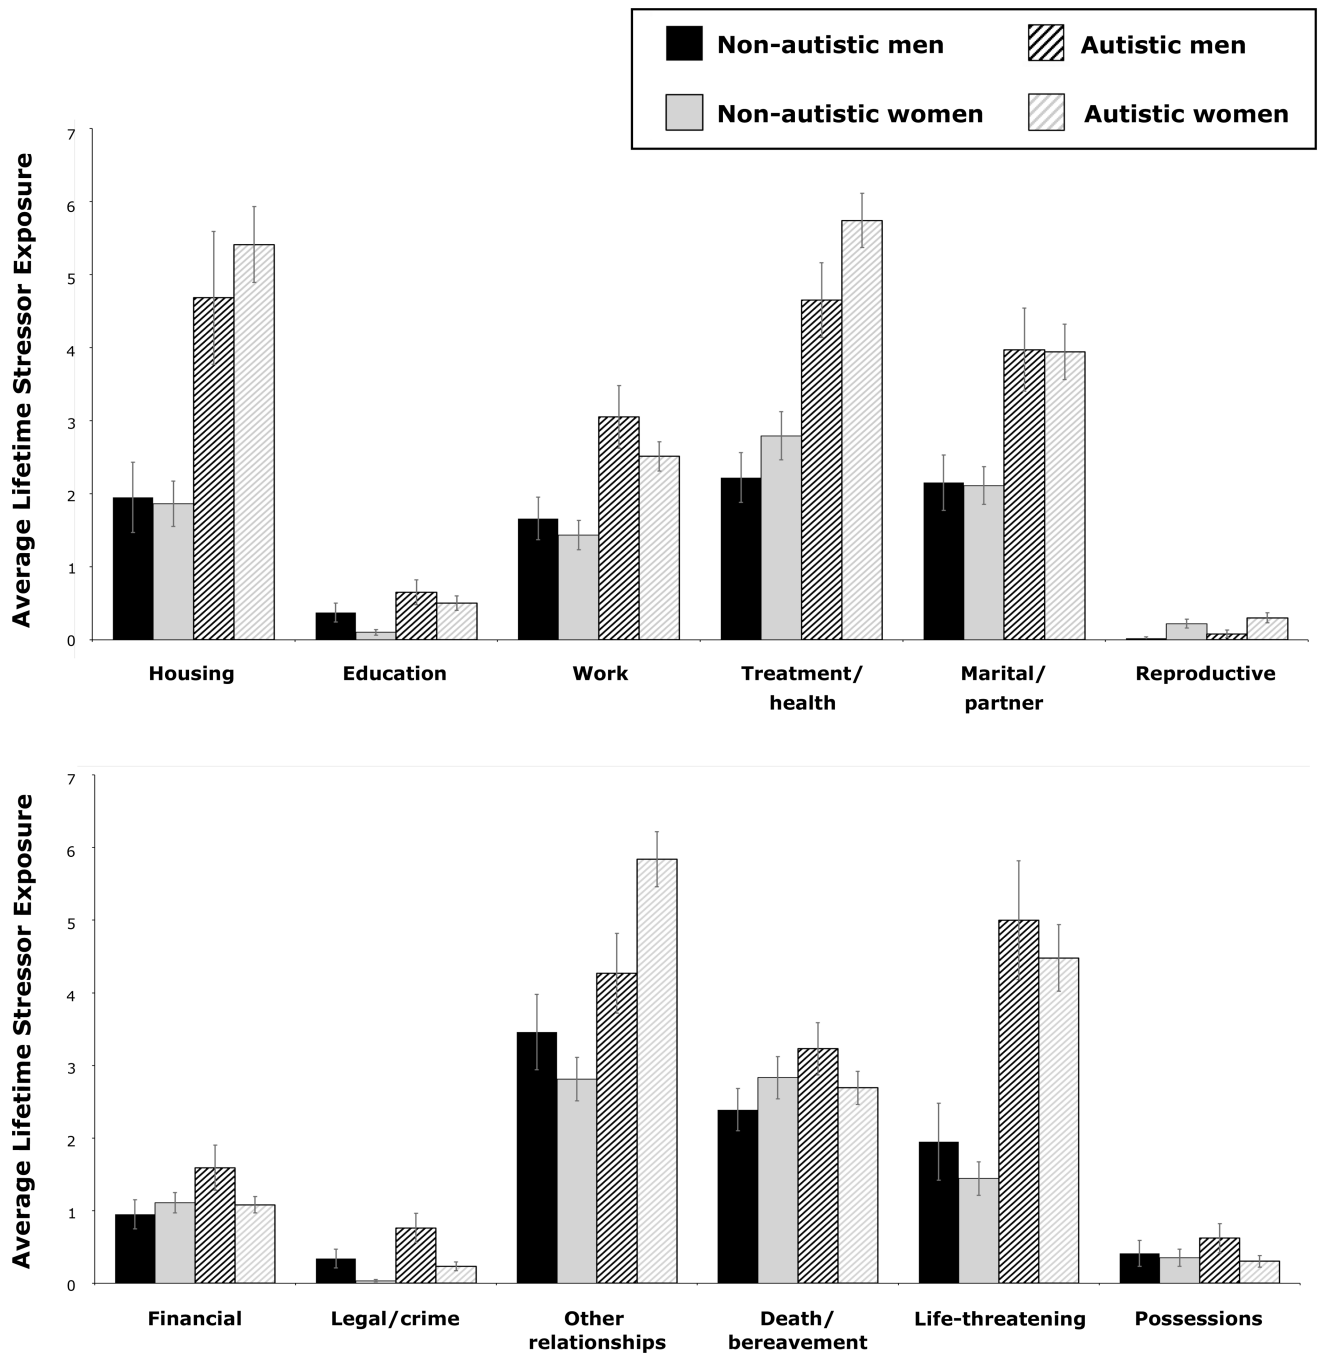 Non-autistic men
Autistic men
Non-autistic women
Autistic women
Average Lifetime Stressor Exposure
7
6
5
4
3
2
1
0
Housing
Education
Work
Treatment/
health
Marital/
partner
Reproductive
Average Lifetime Stressor Exposure
7
6
5
4
3
2
1
0
Financial
Legal/crime
Other
relationships
Death/
bereavement
Life-threatening
Possessions